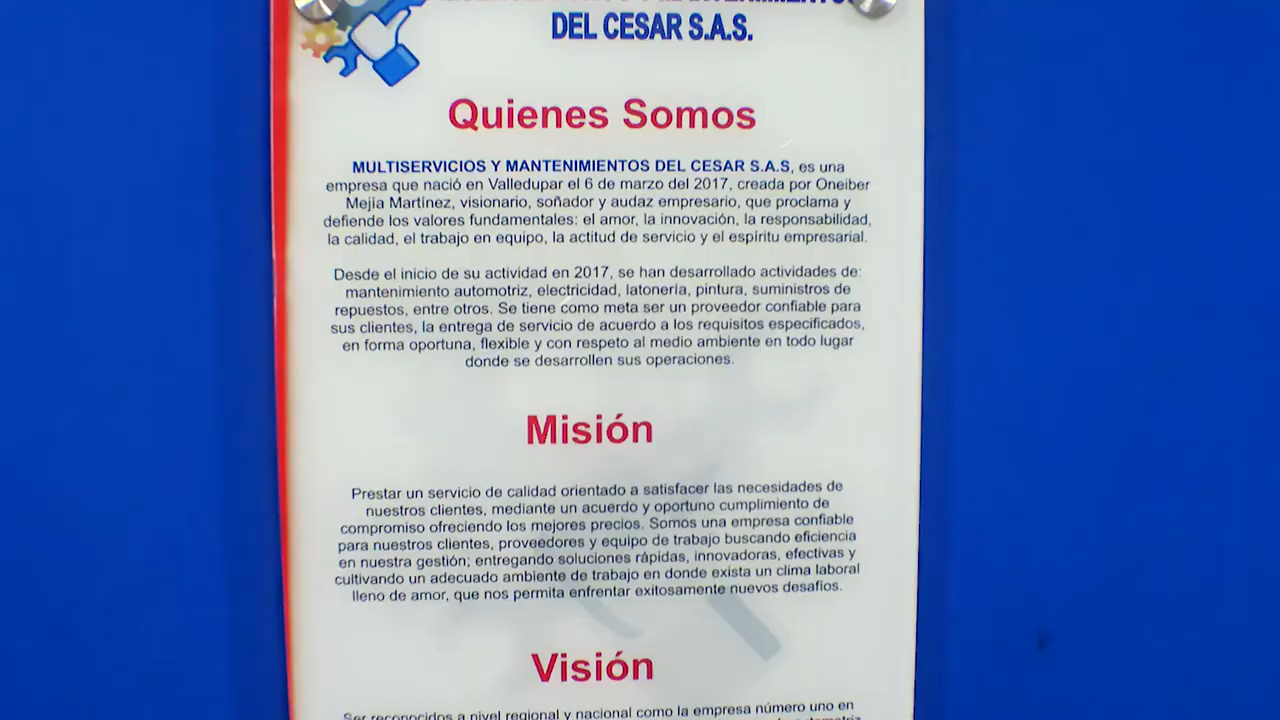 DEL CESAR S.A.S.
Quienes Somos
MULTISERVICIOS Y MANTENIMIENTOS DEL CESAR S.A.S, es una
empresa que nació en Valledupar el 6 de marzo del 2017, creada por Oneiber
Mejia Martínez, visionario, soñador y audaz empresario, que proclama y
defiende los valores fundamentales: el amor, la innovación, la responsabilidad,
la calidad, el trabajo en equipo, la actitud de servicio y el espíritu empresarial.
Desde el inicio de su actividad en 2017, se han desarrollado actividades de:
mantenimiento automotriz, electricidad, latonería, pintura, suministros de
repuestos, entre otros. Se tiene como meta ser un proveedor confiable para
sus clientes, la entrega de servicio de acuerdo a los requisitos especificados,
en forma oportuna, flexible y con respeto al medio ambiente en todo lugar
donde se desarrollen sus operaciones.
Misión
Prestar un servicio de calidad orientado a satisfacer las necesidades de
nuestros clientes, mediante un acuerdo y oportuno cumplimiento de
compromiso ofreciendo los mejores precios. Somos una empresa confiable
para nuestros clientes, proveedores y equipo de trabajo buscando eficiencia
en nuestra gestión; entregando soluciones rápidas, innovadoras, efectivas y
cultivando un adecuado ambiente de trabajo en donde exista un clima laboral
lleno de amor, que nos permita enfrentar exitosamente nuevos desafios.
Visión
Ser reconocidos a nivel regional y nacional como la empresa número uno en